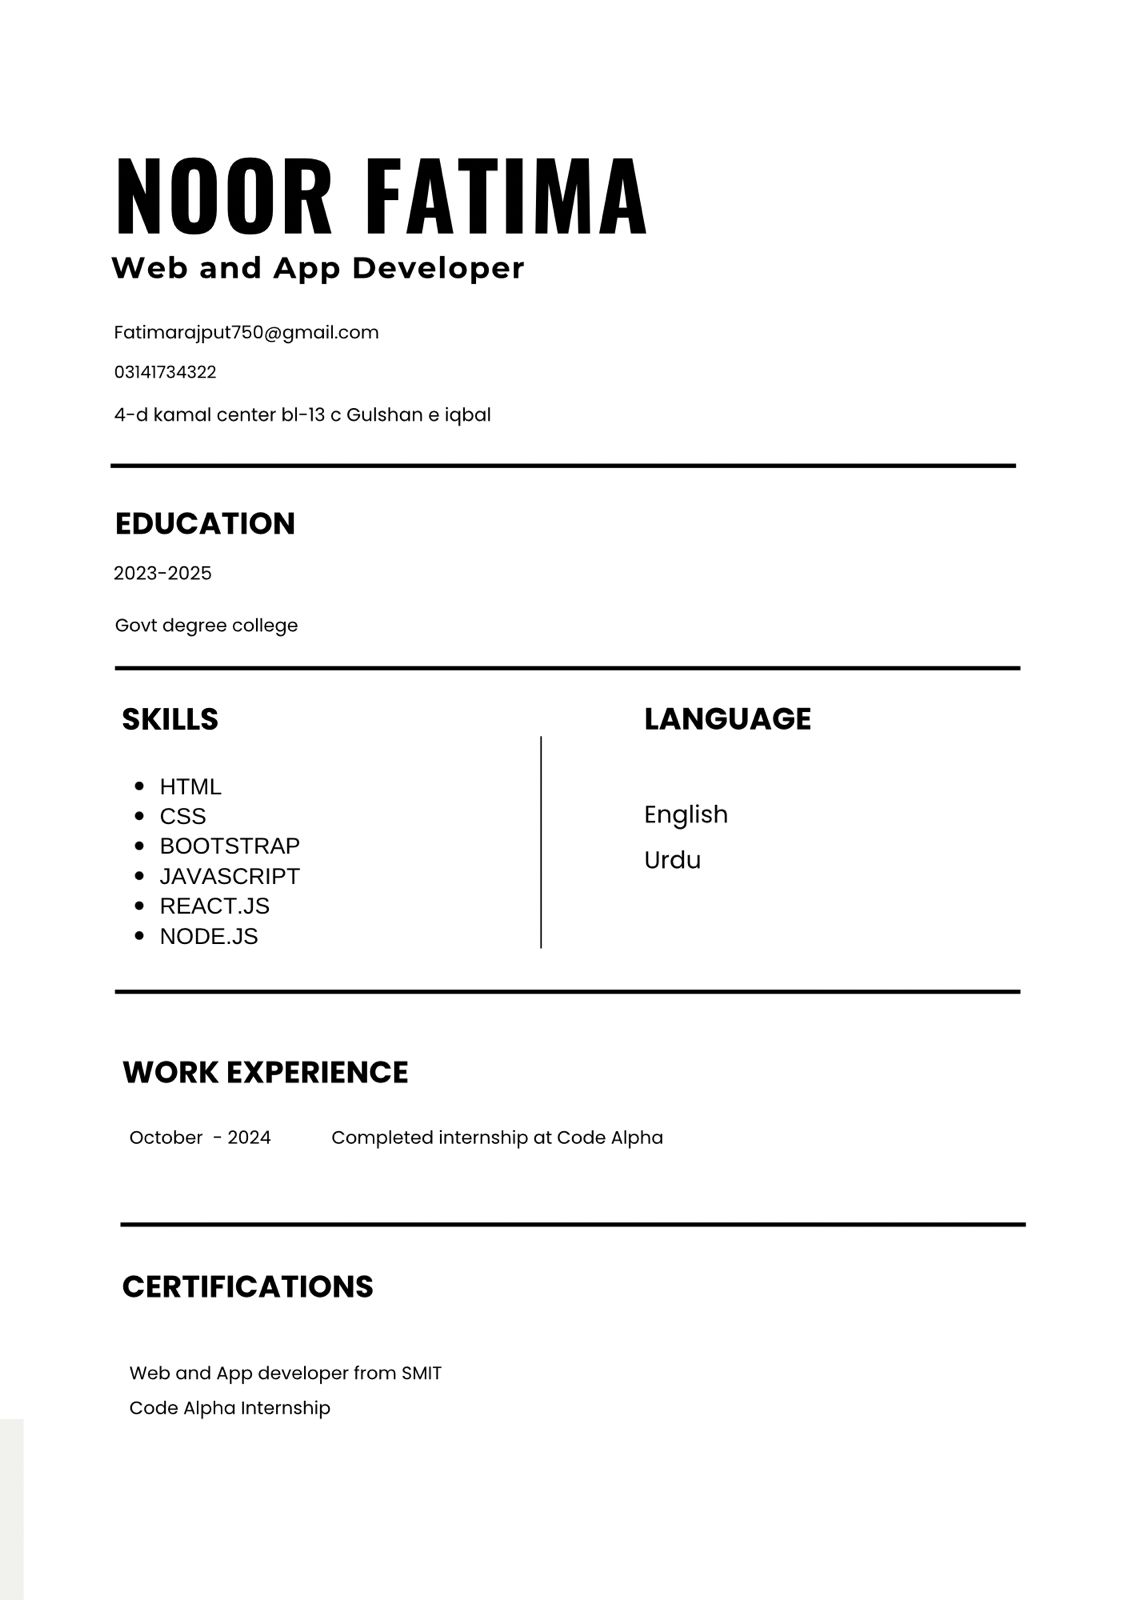 NOOR FATIMA
Web and App Developer
Fatimarajput750@gmail.com
03141734322
4-d kamal center bl-13 c Gulshan e iqbal
EDUCATION
2023-2025
Govt degree college
SKILLS
HTML
CSS
BOOTSTRAP
JAVASCRIPT
REACT.JS
NODE.JS
LANGUAGE
English
Urdu
WORK EXPERIENCE
October - 2024 Completed internship at Code Alpha
CERTIFICATIONS
Web and App developer from SMIT
Code Alpha Internship